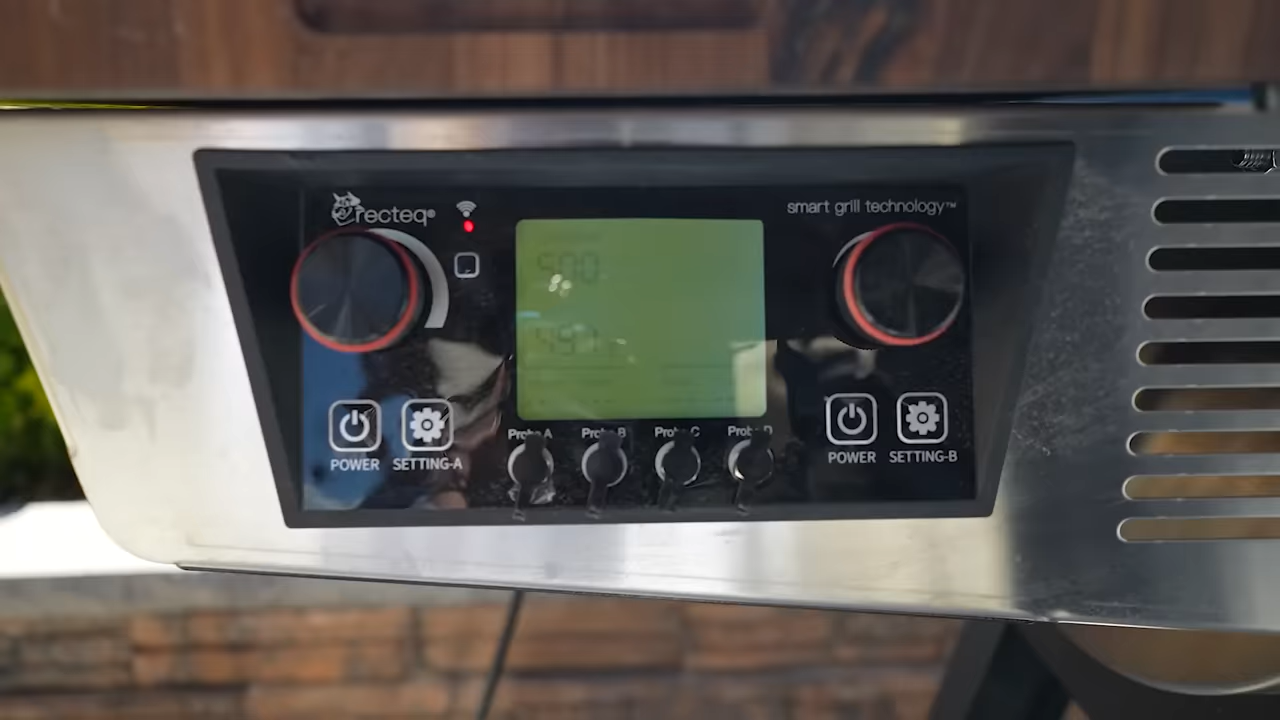 recteq®
smart grill technology™
500
POWER
SETTING-A
Probe A
Probe B
Probe C
Probe D
POWER
SETTING-B